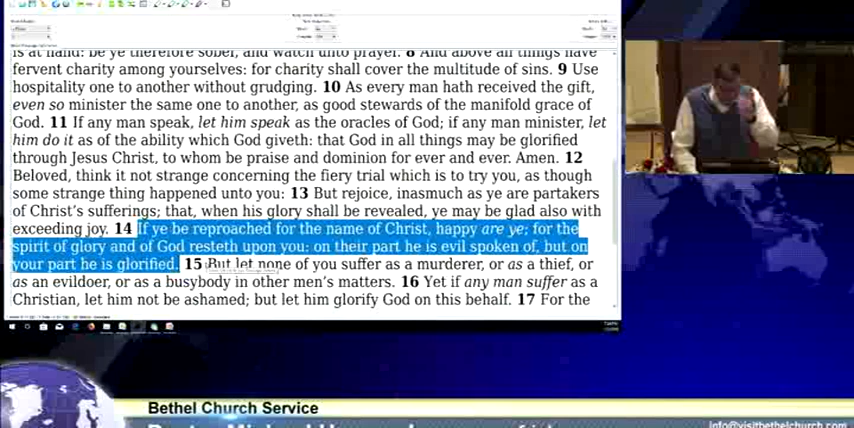 is at hand: be ye therefore sober, and watch unto prayer. 8 And above all things have
fervent charity among yourselves: for charity shall cover the multitude of sins. 9 Use
hospitality one to another without grudging. 10 As every man hath received the gift,
even so minister the same one to another, as good stewards of the manifold grace of
God. 11 If any man speak, let him speak as the oracles of God; if any man minister, let
him do it as of the ability which God giveth: that God in all things may be glorified
through Jesus Christ, to whom be praise and dominion for ever and ever. Amen. 12
Beloved, think it not strange concerning the fiery trial which is to try you, as though
some strange thing happened unto you: 13 But rejoice, inasmuch as ye are partakers
of Christ's sufferings; that, when his glory shall be revealed, ye may be glad also with
exceeding joy. 14 If ye be reproached for the name of Christ, happy are ye; for the
spirit of glory and of God resteth upon you: on their part he is evil spoken of, but on
your part he is glorified. 15 But let none of you suffer as a murderer, or as a thief, or
as an evildoer, or as a busybody in other men's matters. 16 Yet if any man suffer as a
Christian, let him not be ashamed; but let him glorify God on this behalf. 17 For the
Bethel Church Service
info@visitbethelchurch.com